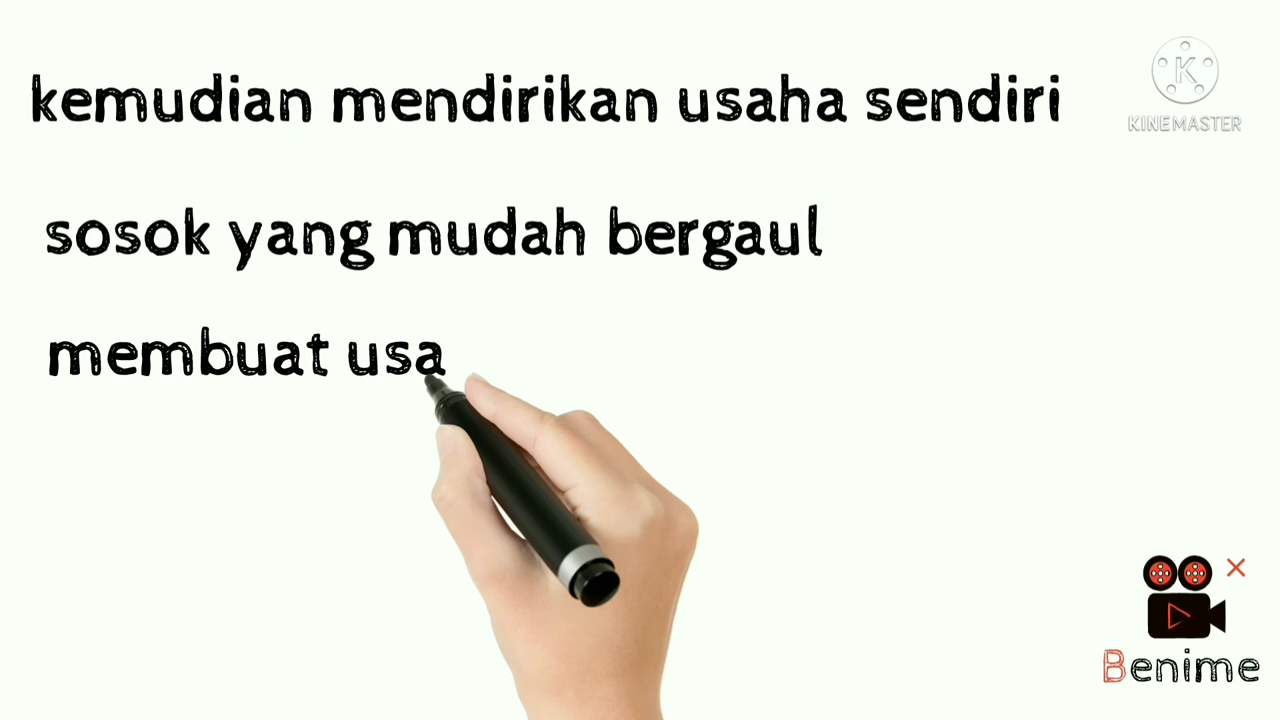 kemudian mendirikan usaha sendiri
KINEMASTER
sosok yang mudah bergaul
membuat usa
Benime